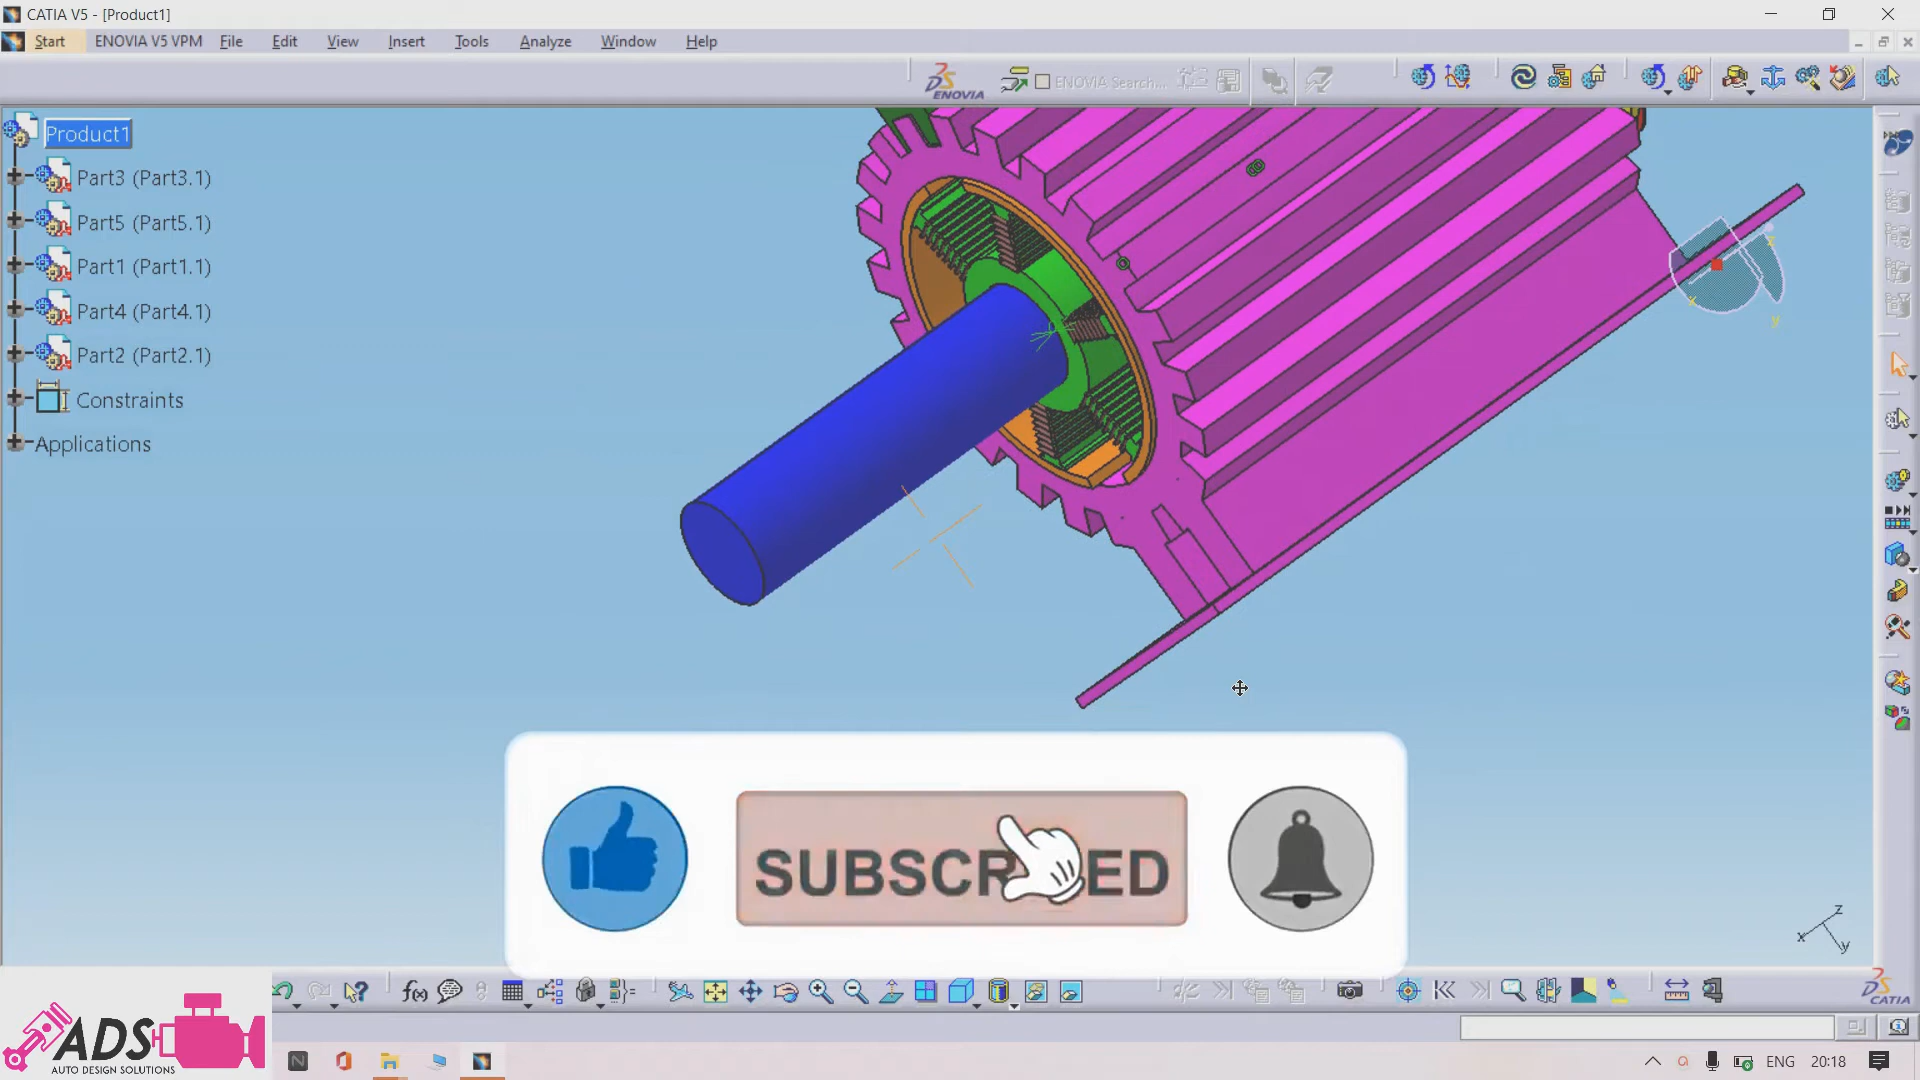 CATIA V5 - [Product1]
Start ENOVIA V5 VPM File Edit View Insert Tools Analyze Window Help
ENOVIA
ENOVIA Search...
Product1
Part3 (Part3.1)
Part5 (Part5.1)
Part1 (Part1.1)
Part4 (Part4.1)
Part2 (Part2.1)
Constraints
Applications
z
x
y
SUBSCR ED
z
x
y
f(x)
CATIA
ADS
AUTO DESIGN SOLUTIONS
N
ENG 20:18